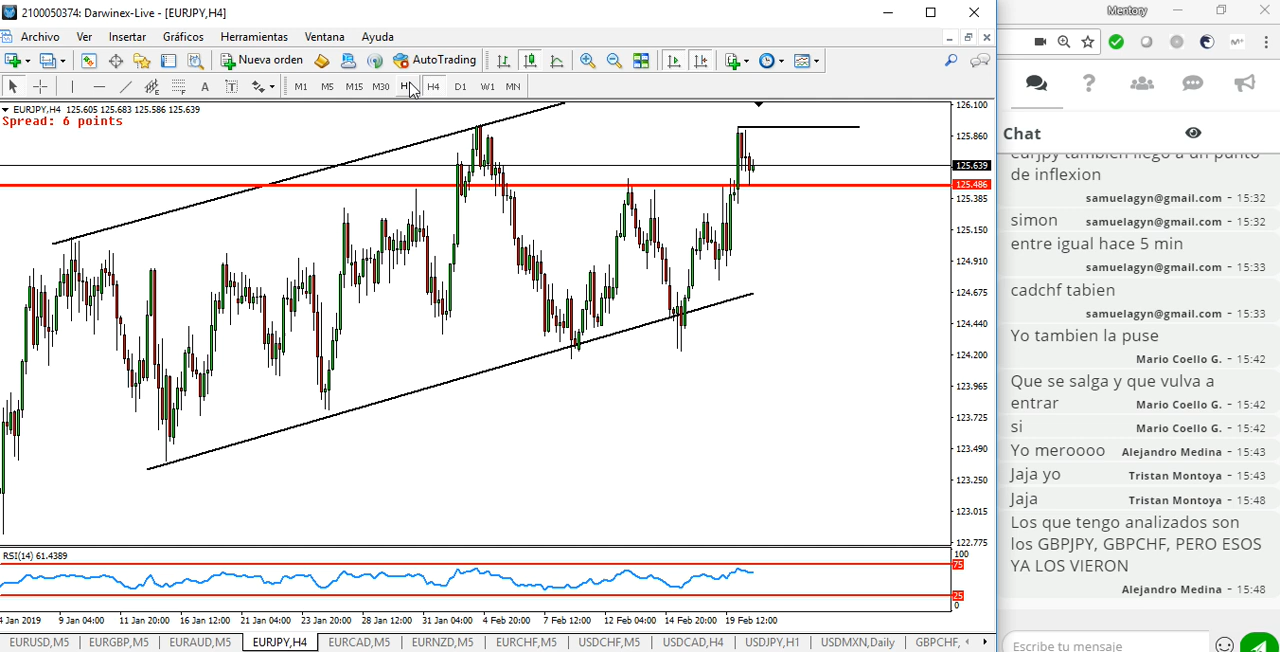 2100050374: Darwinex-Live - [EURJPY,H4]
Archivo Ver Insertar Gráficos Herramientas Ventana Ayuda
Nueva orden AutoTrading
A T M1 M5 M15 M30 H4 D1 W1 MN
EURJPY,H4 125.605 125.683 125.586 125.639
Spread: 6 points
126.100
125.860
125.639
125.486
125.385
125.150
124.910
124.675
124.440
124.200
123.965
123.725
123.490
123.250
123.015
122.775
RSI(14) 61.4389
100
75
25
0
4 Jan 2019 9 Jan 04:00 11 Jan 20:00 16 Jan 12:00 21 Jan 04:00 23 Jan 20:00 28 Jan 12:00 31 Jan 04:00 4 Feb 20:00 7 Feb 12:00 12 Feb 04:00 14 Feb 20:00 19 Feb 12:00
EURUSD,M5 EURGBP,M5 EURAUD,M5 EURJPY,H4 EURCAD,M5 EURNZD,M5 EURCHF,M5 USDCHF,M5 USDCAD,H4 USDJPY,H1 USDMXN,Daily GBPCHF,
Mentory
Chat
eurjpy tambien llego a un punto
de inflexion
samuelagyn@gmail.com - 15:32
simon samuelagyn@gmail.com - 15:32
entre igual hace 5 min
samuelagyn@gmail.com - 15:33
cadchf tabien
samuelagyn@gmail.com - 15:33
Yo tambien la puse
Mario Coello G. - 15:42
Que se salga y que vulva a
entrar Mario Coello G. - 15:42
si Mario Coello G. - 15:42
Yo meroooo Alejandro Medina - 15:43
Jaja yo Tristan Montoya - 15:43
Jaja Tristan Montoya - 15:48
Los que tengo analizados son
los GBPJPY, GBPCHF, PERO ESOS
YA LOS VIERON
Alejandro Medina - 15:48
Escribe tu mensaje